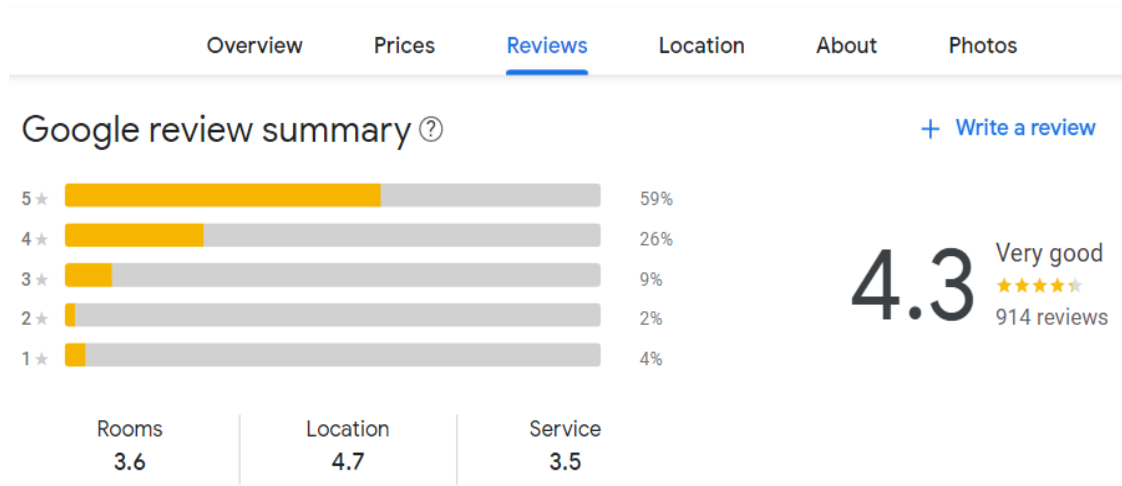 Overview Prices Reviews Location About Photos
Google review summary
+ Write a review
5 59%
4 26%
3 9%
2 2%
1 4%
4.3
Very good
914 reviews
Rooms Location Service
3.6 4.7 3.5